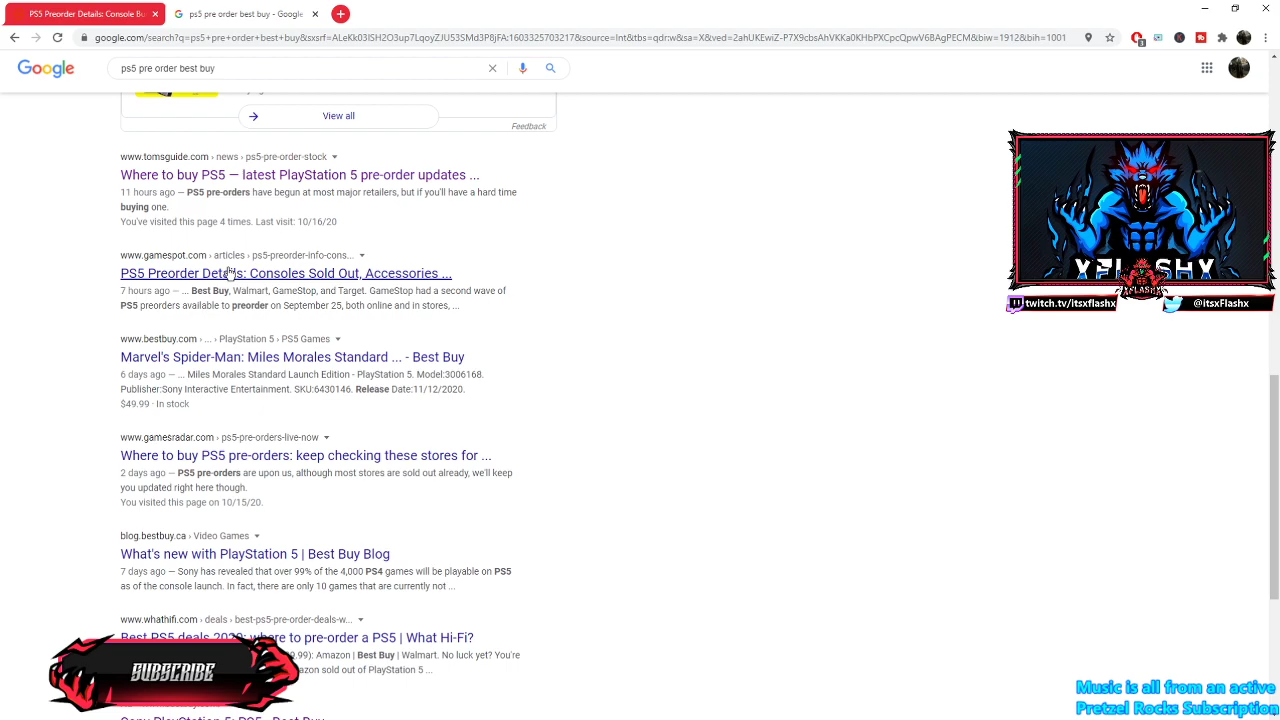 PS5 Preorder Details: Console Bu
ps5 pre order best buy - Google
google.com/search?q=ps5+pre+order+best+buy&sxsrf=ALeKk03ISH2O3up7LqoyZJU53SMd3P8jFA:1603325703217&source=lnt&tbs=qdr:w&sa=X&ved=2ahUKEwiZ-P7X9cbsAhVKKa0KHbPXCpcQpwV6BAgPECM&biw=1912&bih=1001
Google
ps5 pre order best buy
View all
Feedback
www.tomsguide.com › news › ps5-pre-order-stock
Where to buy PS5 — latest PlayStation 5 pre-order updates ...
11 hours ago — PS5 pre-orders have begun at most major retailers, but if you'll have a hard time
buying one.
You've visited this page 4 times. Last visit: 10/16/20
www.gamespot.com › articles › ps5-preorder-info-cons...
PS5 Preorder Details: Consoles Sold Out, Accessories ...
7 hours ago — ... Best Buy, Walmart, GameStop, and Target. GameStop had a second wave of
PS5 preorders available to preorder on September 25, both online and in stores, ...
www.bestbuy.com › ... › PlayStation 5 › PS5 Games
Marvel's Spider-Man: Miles Morales Standard ... - Best Buy
6 days ago — ... Miles Morales Standard Launch Edition - PlayStation 5. Model:3006168.
Publisher:Sony Interactive Entertainment. SKU:6430146. Release Date:11/12/2020.
$49.99 · In stock
www.gamesradar.com › ps5-pre-orders-live-now
Where to buy PS5 pre-orders: keep checking these stores for ...
2 days ago — PS5 pre-orders are upon us, although most stores are sold out already, we'll keep
you updated right here though.
You visited this page on 10/15/20.
blog.bestbuy.ca › Video Games
What's new with PlayStation 5 | Best Buy Blog
7 days ago — Sony has revealed that over 99% of the 4,000 PS4 games will be playable on PS5
as of the console launch. In fact, there are only 10 games that are currently not ...
www.whathifi.com › deals › best-ps5-pre-order-deals-w...
Best PS5 deals 2020: where to pre-order a PS5 | What Hi-Fi?
99): Amazon | Best Buy | Walmart. No luck yet? You're
azon sold out of PlayStation 5 ...
Sony PlayStation 5: PS5 - Best Buy
SUBSCRIBE
XFLASHX
twitch.tv/itsxflashx
@itsxFlashx
Music is all from an active
Pretzel Rocks Subscription